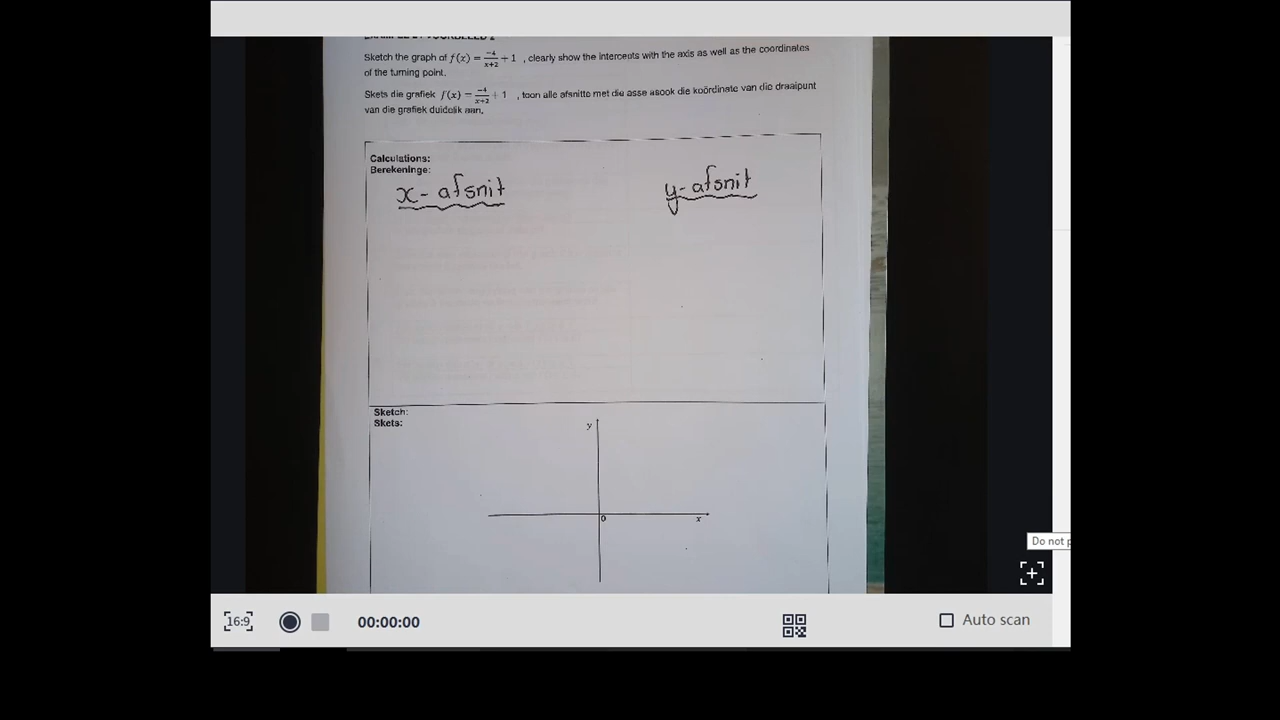 Sketch the graph of f(x) = -4/(x+2) + 1 , clearly show the intercepts with the axis as well as the coordinates
of the turning point.
Skets die grafiek f(x) = -4/(x+2) + 1 , toon alle afsnitte met die asse asook die koördinate van die draaipunt
van die grafiek duidelik aan.
Calculations:
Berekeninge:
x - afsnit
y - afsnit
Sketch:
Skets:
y
0
x
Do not
16:9
00:00:00
Auto scan